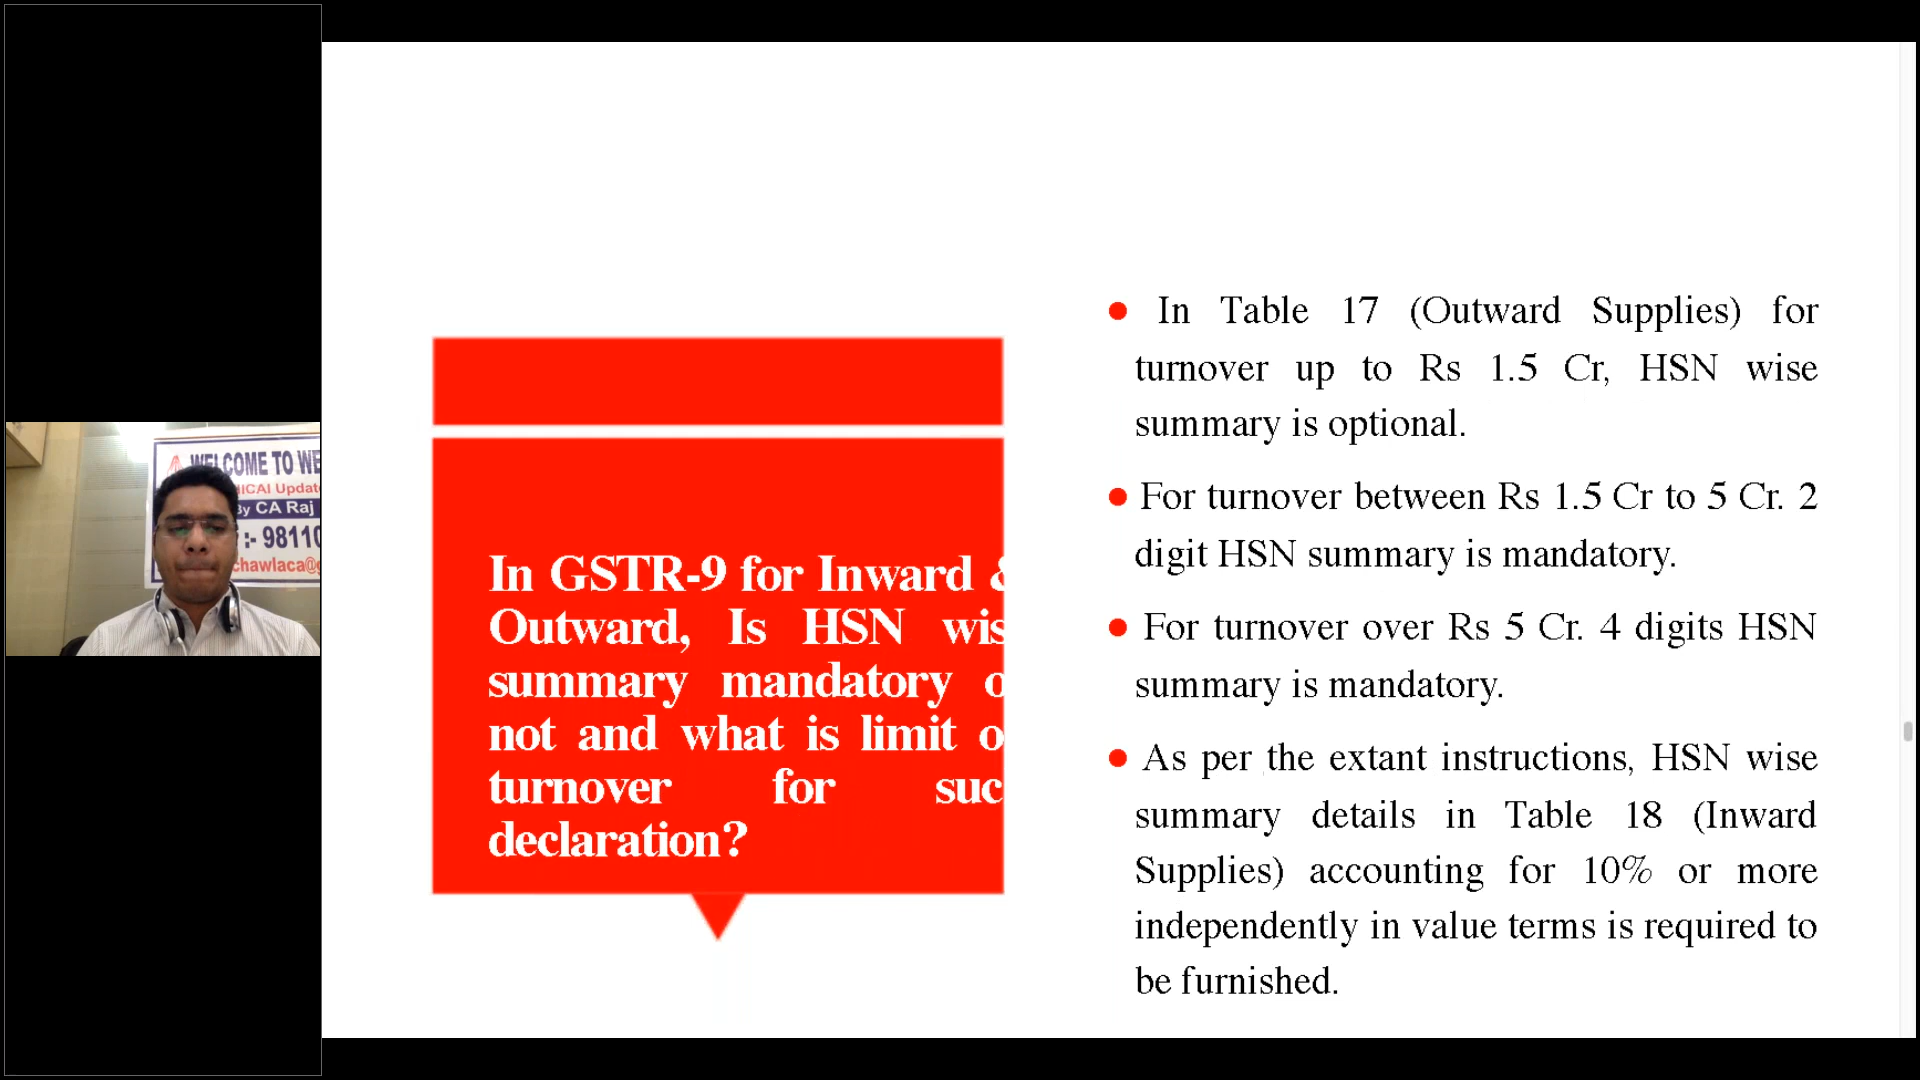 WELCOME TO WE
NICAI Updat
By CA Raj
:- 98110
chawlaca@g
In GSTR-9 for Inward &
Outward, Is HSN wis
summary mandatory o
not and what is limit o
turnover for suc
declaration?
• In Table 17 (Outward Supplies) for
turnover up to Rs 1.5 Cr, HSN wise
summary is optional.
• For turnover between Rs 1.5 Cr to 5 Cr. 2
digit HSN summary is mandatory.
• For turnover over Rs 5 Cr. 4 digits HSN
summary is mandatory.
• As per the extant instructions, HSN wise
summary details in Table 18 (Inward
Supplies) accounting for 10% or more
independently in value terms is required to
be furnished.